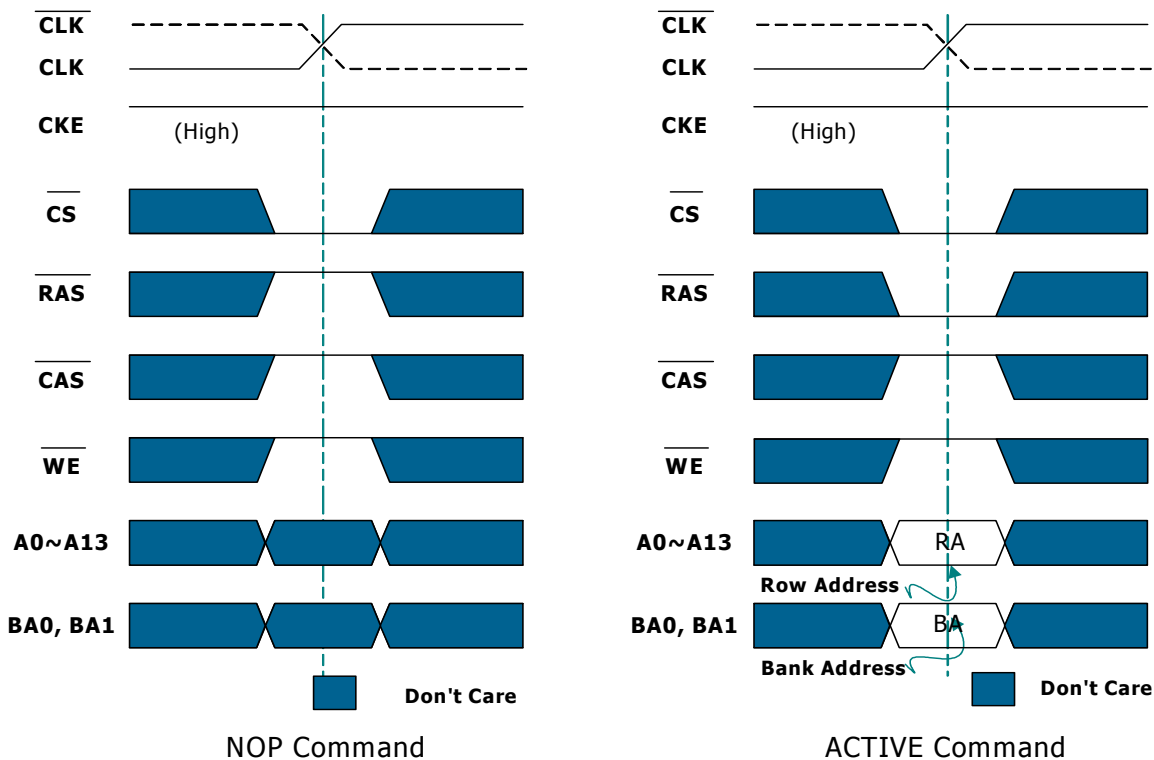 CLK
CLK
CKE
(High)
CS
RAS
CAS
WE
A0~A13
BA0, BA1
Don't Care
NOP Command
CLK
CLK
CKE
(High)
CS
RAS
CAS
WE
A0~A13
RA
Row Address
BA0, BA1
BA
Bank Address
Don't Care
ACTIVE Command